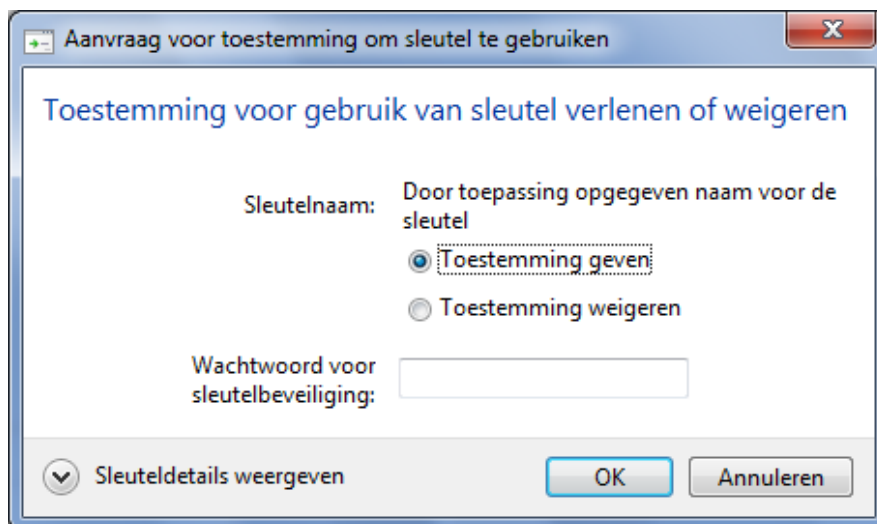 Aanvraag voor toestemming om sleutel te gebruiken
Toestemming voor gebruik van sleutel verlenen of weigeren
Sleutelnaam:
Door toepassing opgegeven naam voor de
sleutel
Toestemming geven
Toestemming weigeren
Wachtwoord voor
sleutelbeveiliging:
Sleuteldetails weergeven
OK
Annuleren